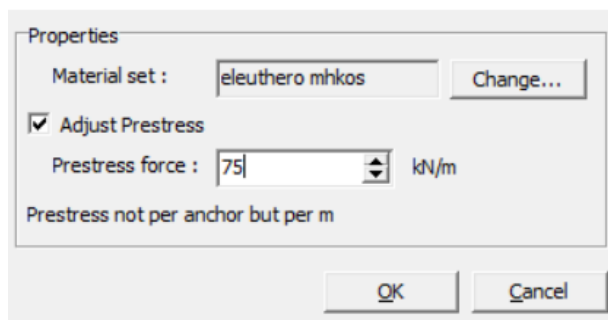 Properties
Material set : eleuthero mhkos Change...
Adjust Prestress
Prestress force : 75 kN/m
Prestress not per anchor but per m
OK Cancel